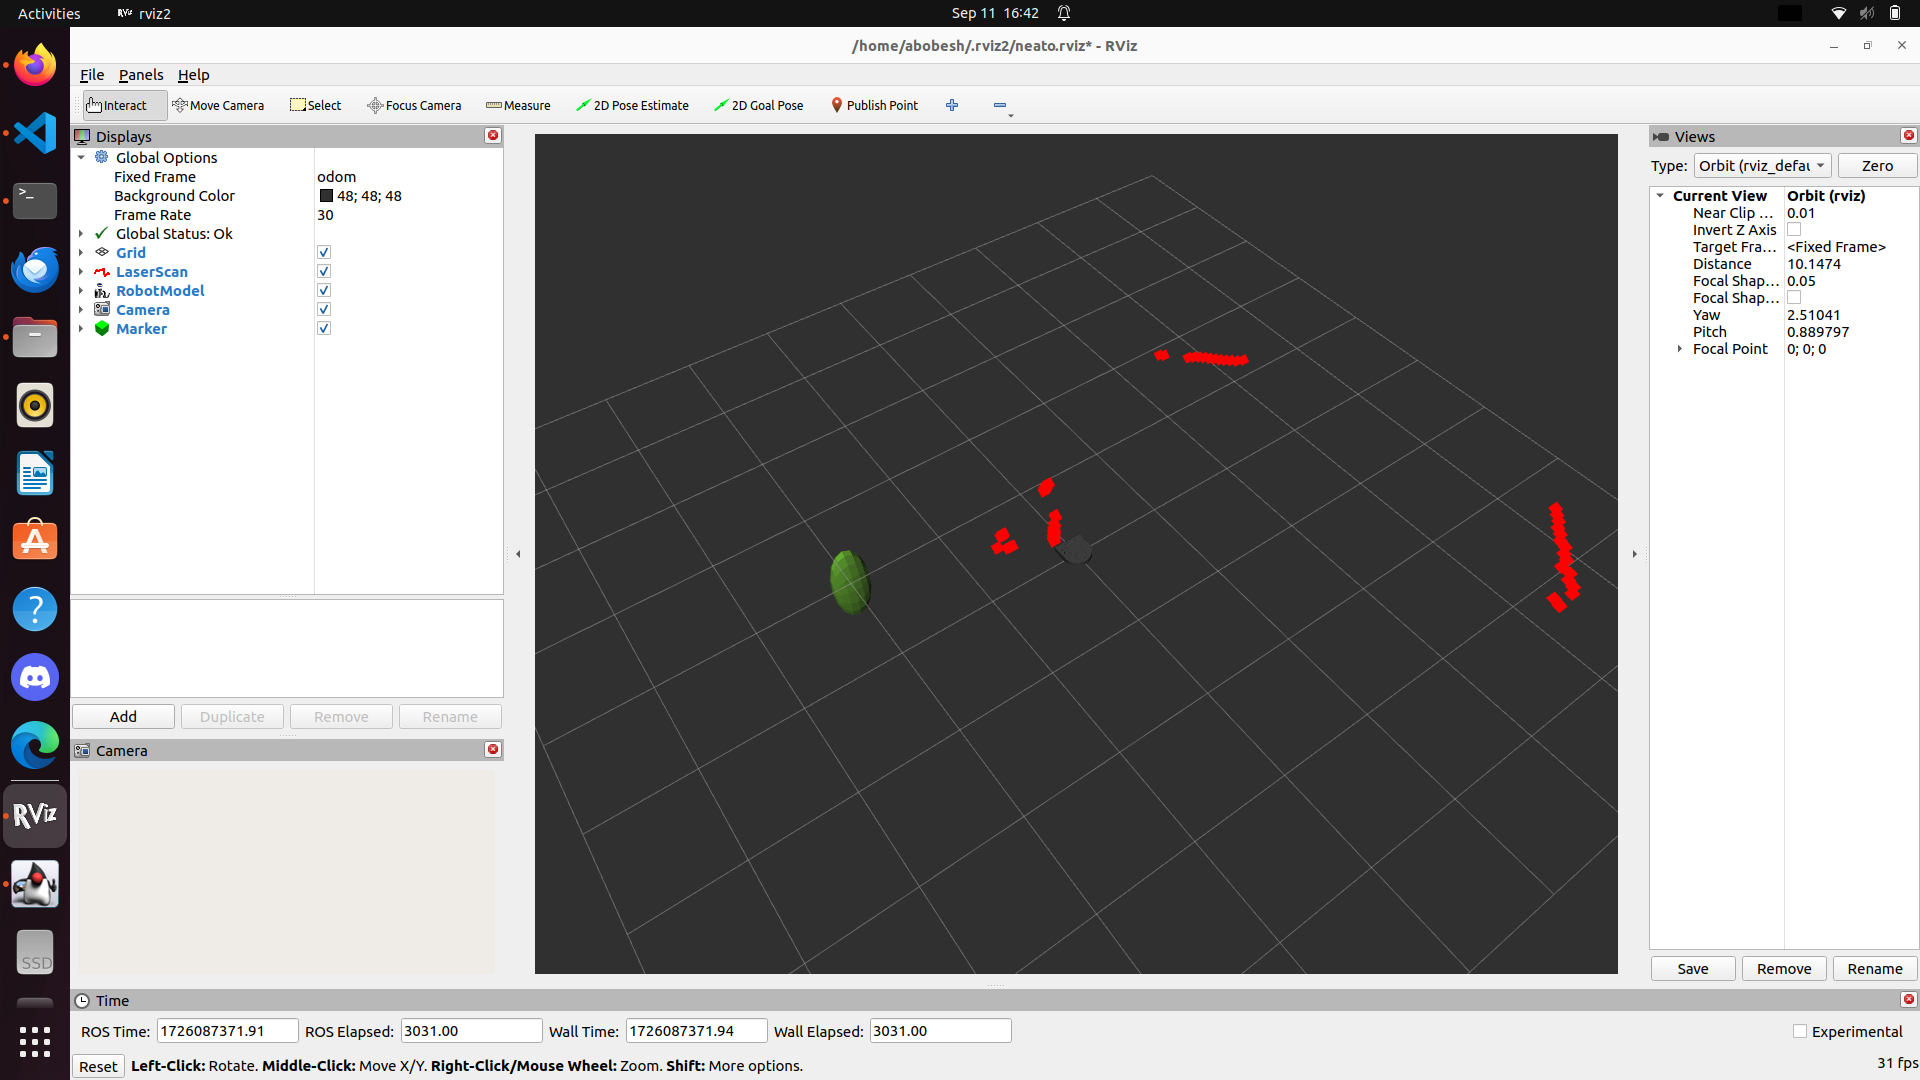 Activities
RViz rviz2
Sep 11 16:42
/home/abobesh/.rviz2/neato.rviz* - RViz
File Panels Help
Interact Move Camera Select Focus Camera Measure 2D Pose Estimate 2D Goal Pose Publish Point
Displays
Global Options
Fixed Frame odom
Background Color 48; 48; 48
Frame Rate 30
Global Status: Ok
Grid
LaserScan
RobotModel
Camera
Marker
Add Duplicate Remove Rename
Camera
Views
Type: Orbit (rviz_defau Zero
Current View Orbit (rviz)
Near Clip ... 0.01
Invert Z Axis
Target Fra... <Fixed Frame>
Distance 10.1474
Focal Shap... 0.05
Focal Shap...
Yaw 2.51041
Pitch 0.889797
Focal Point 0; 0; 0
Save Remove Rename
RViz
SSD
Time
ROS Time: 1726087371.91 ROS Elapsed: 3031.00 Wall Time: 1726087371.94 Wall Elapsed: 3031.00 Experimental
Reset Left-Click: Rotate. Middle-Click: Move X/Y. Right-Click/Mouse Wheel: Zoom. Shift: More options. 31 fps